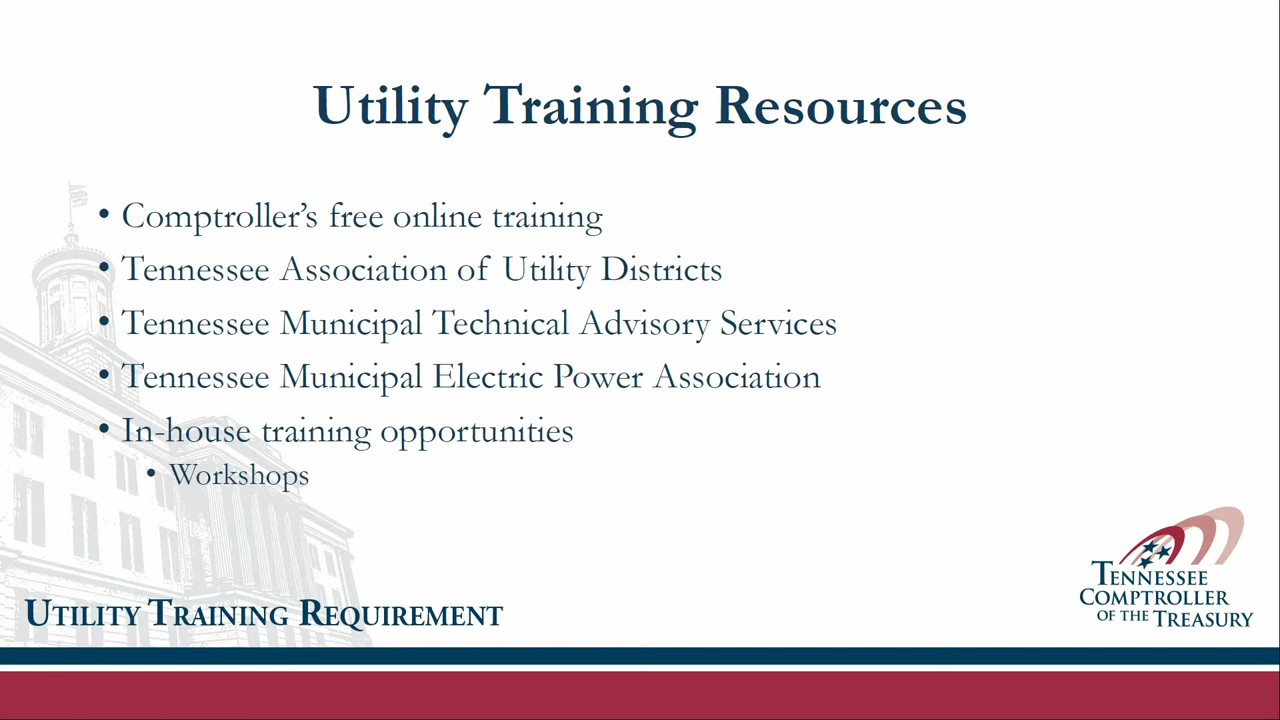 Utility Training Resources
• Comptroller's free online training
• Tennessee Association of Utility Districts
• Tennessee Municipal Technical Advisory Services
• Tennessee Municipal Electric Power Association
• In-house training opportunities
• Workshops
UTILITY TRAINING REQUIREMENT
TENNESSEE
COMPTROLLER
OF THE TREASURY